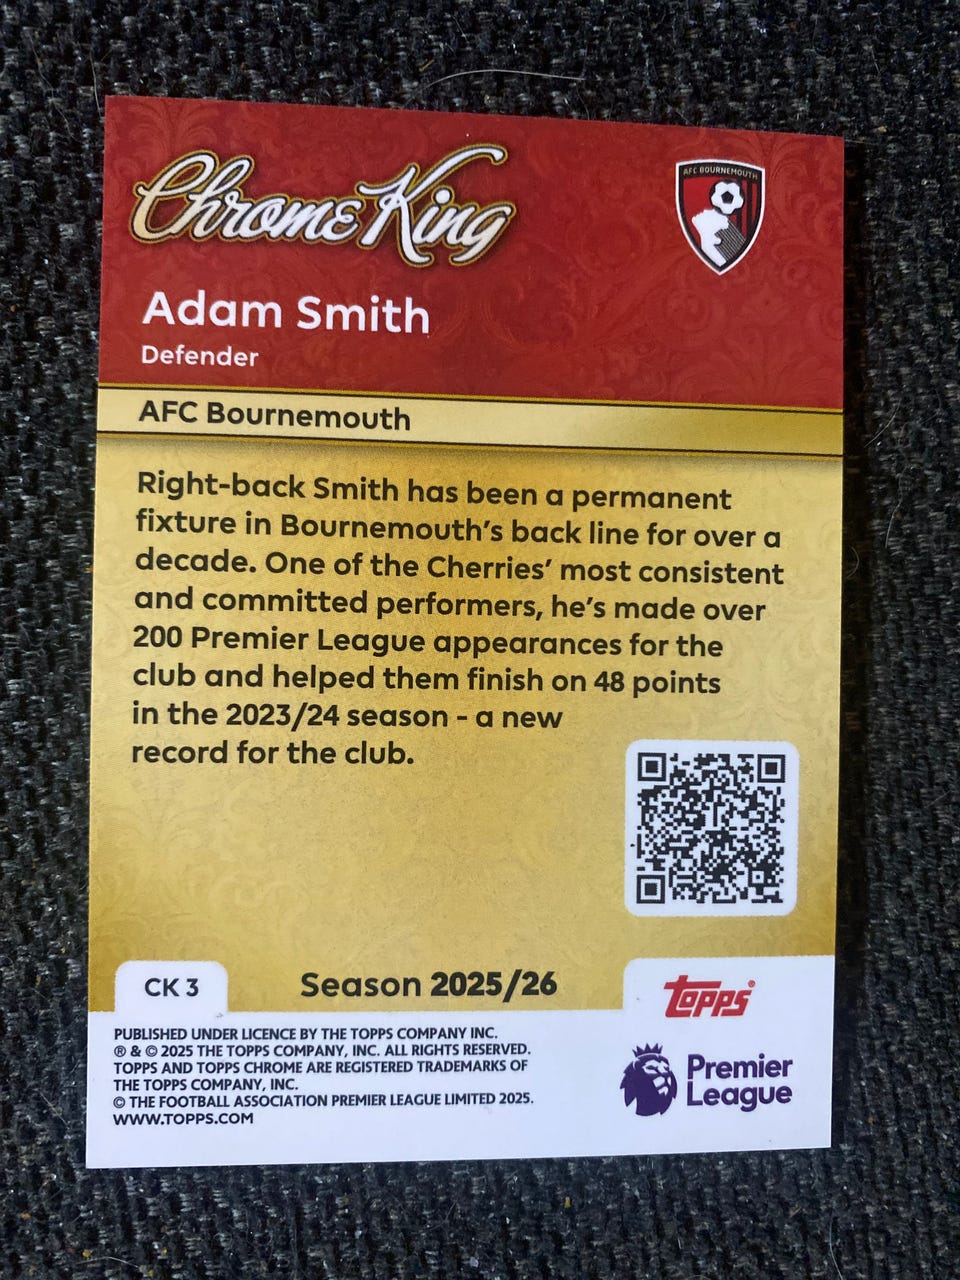 Chrome King
AFC BOURNEMOUTH
Adam Smith
Defender
AFC Bournemouth
Right-back Smith has been a permanent
fixture in Bournemouth's back line for over a
decade. One of the Cherries' most consistent
and committed performers, he's made over
200 Premier League appearances for the
club and helped them finish on 48 points
in the 2023/24 season - a new
record for the club.
CK 3
Season 2025/26
topps®
PUBLISHED UNDER LICENCE BY THE TOPPS COMPANY INC.
® & © 2025 THE TOPPS COMPANY, INC. ALL RIGHTS RESERVED.
TOPPS AND TOPPS CHROME ARE REGISTERED TRADEMARKS OF
THE TOPPS COMPANY, INC.
© THE FOOTBALL ASSOCIATION PREMIER LEAGUE LIMITED 2025.
WWW.TOPPS.COM
Premier
League